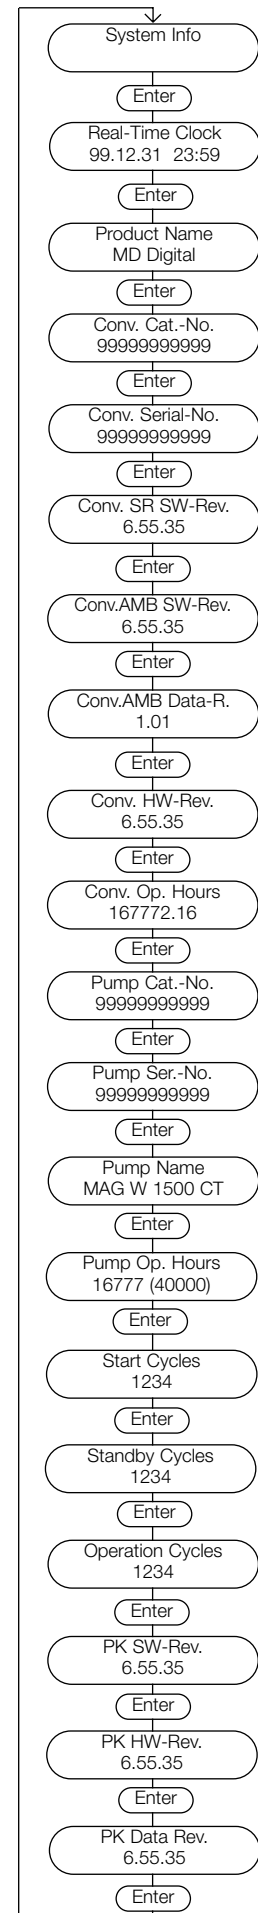 System Info
Enter
Real-Time Clock
99.12.31 23:59
Enter
Product Name
MD Digital
Enter
Conv. Cat.-No.
99999999999
Enter
Conv. Serial-No.
99999999999
Enter
Conv. SR SW-Rev.
6.55.35
Enter
Conv.AMB SW-Rev.
6.55.35
Enter
Conv.AMB Data-R.
1.01
Enter
Conv. HW-Rev.
6.55.35
Enter
Conv. Op. Hours
167772.16
Enter
Pump Cat.-No.
99999999999
Enter
Pump Ser.-No.
99999999999
Enter
Pump Name
MAG W 1500 CT
Enter
Pump Op. Hours
16777 (40000)
Enter
Start Cycles
1234
Enter
Standby Cycles
1234
Enter
Operation Cycles
1234
Enter
PK SW-Rev.
6.55.35
Enter
PK HW-Rev.
6.55.35
Enter
PK Data Rev.
6.55.35
Enter